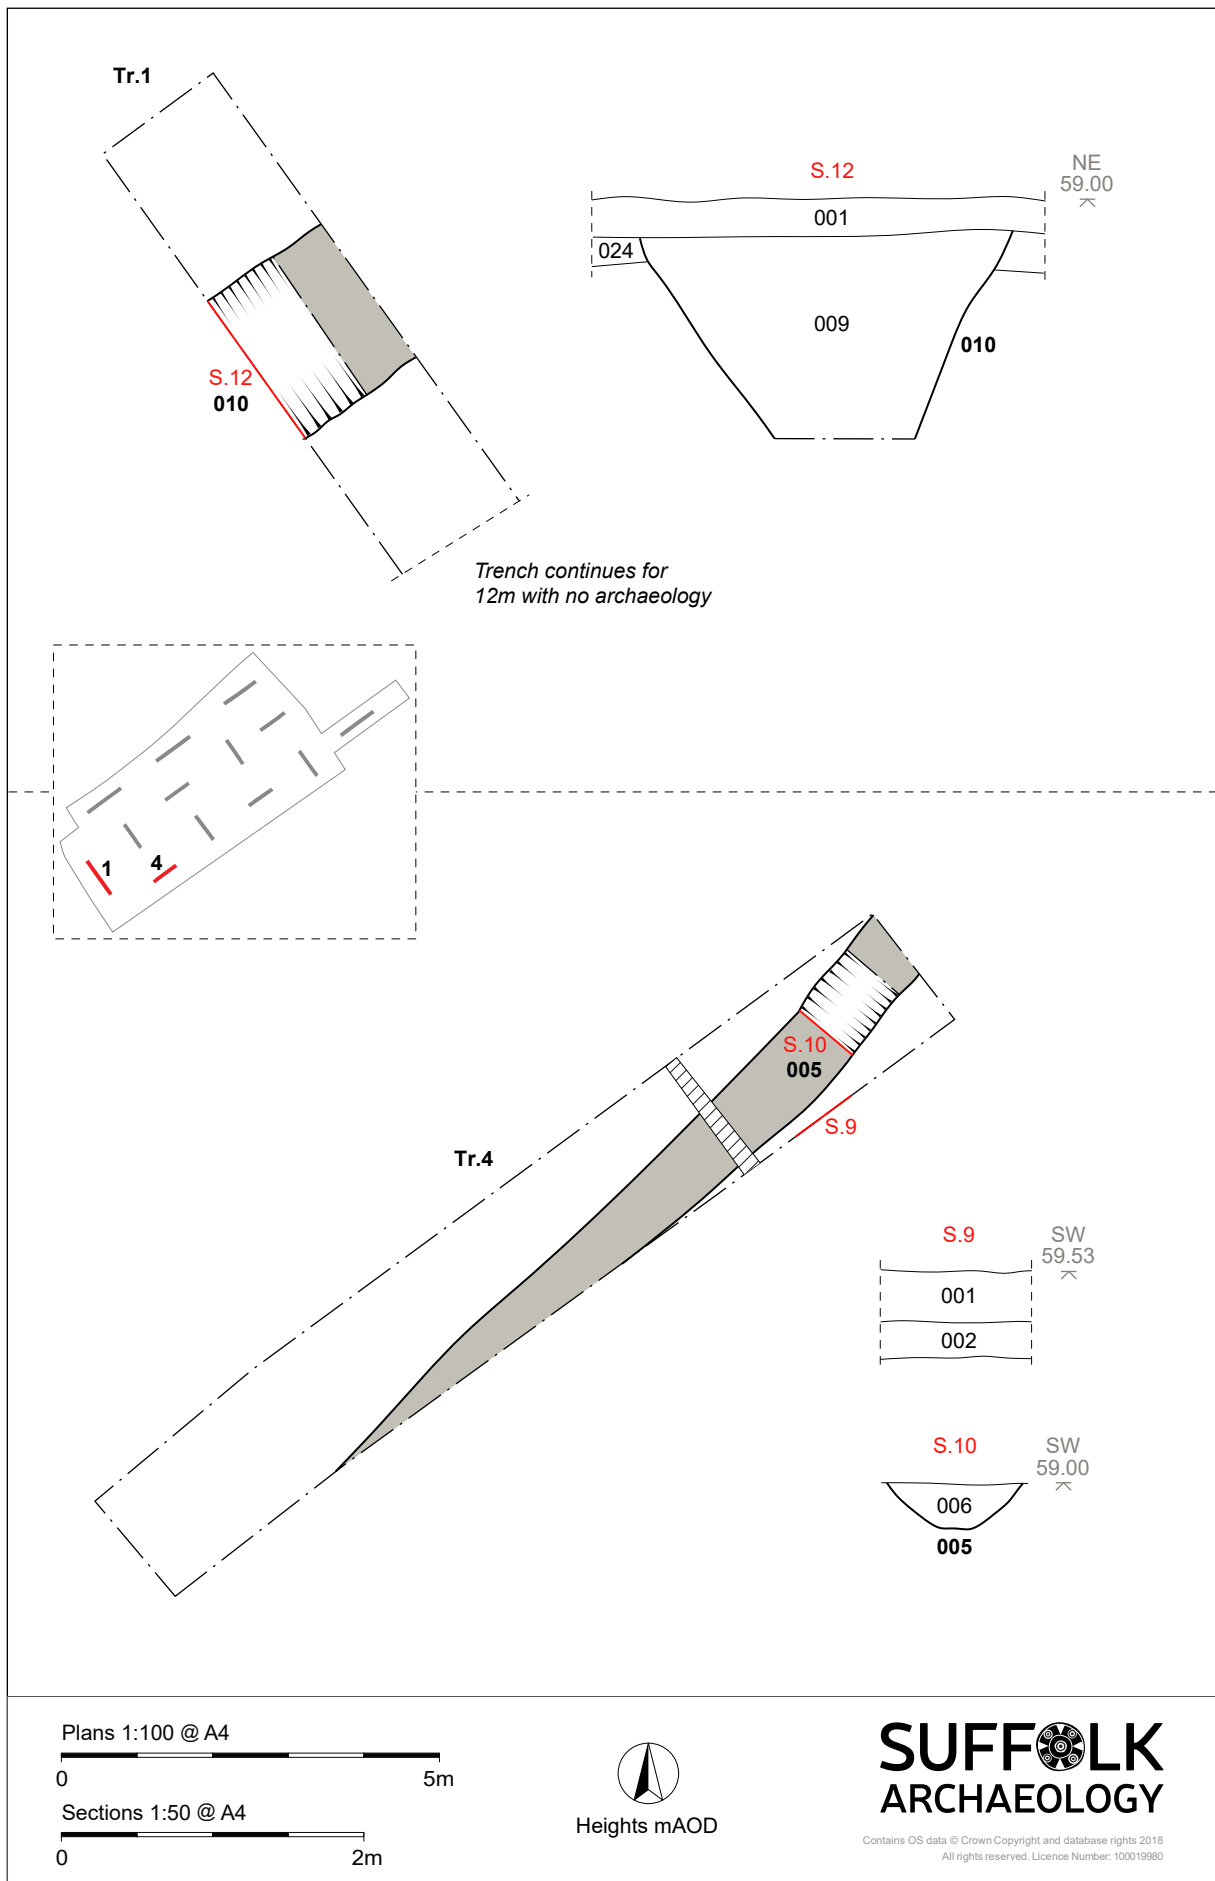 Tr.1
S.12
NE
59.00
001
024
009
010
S.12
010
Trench continues for
12m with no archaeology
1
4
S.10
005
S.9
Tr.4
S.9
SW
59.53
001
002
S.10
SW
59.00
006
005
Plans 1:100 @ A4
0
5m
Sections 1:50 @ A4
0
2m
Heights mAOD
SUFFOLK
ARCHAEOLOGY
Contains OS data © Crown Copyright and database rights 2018
All rights reserved. Licence Number: 100019980